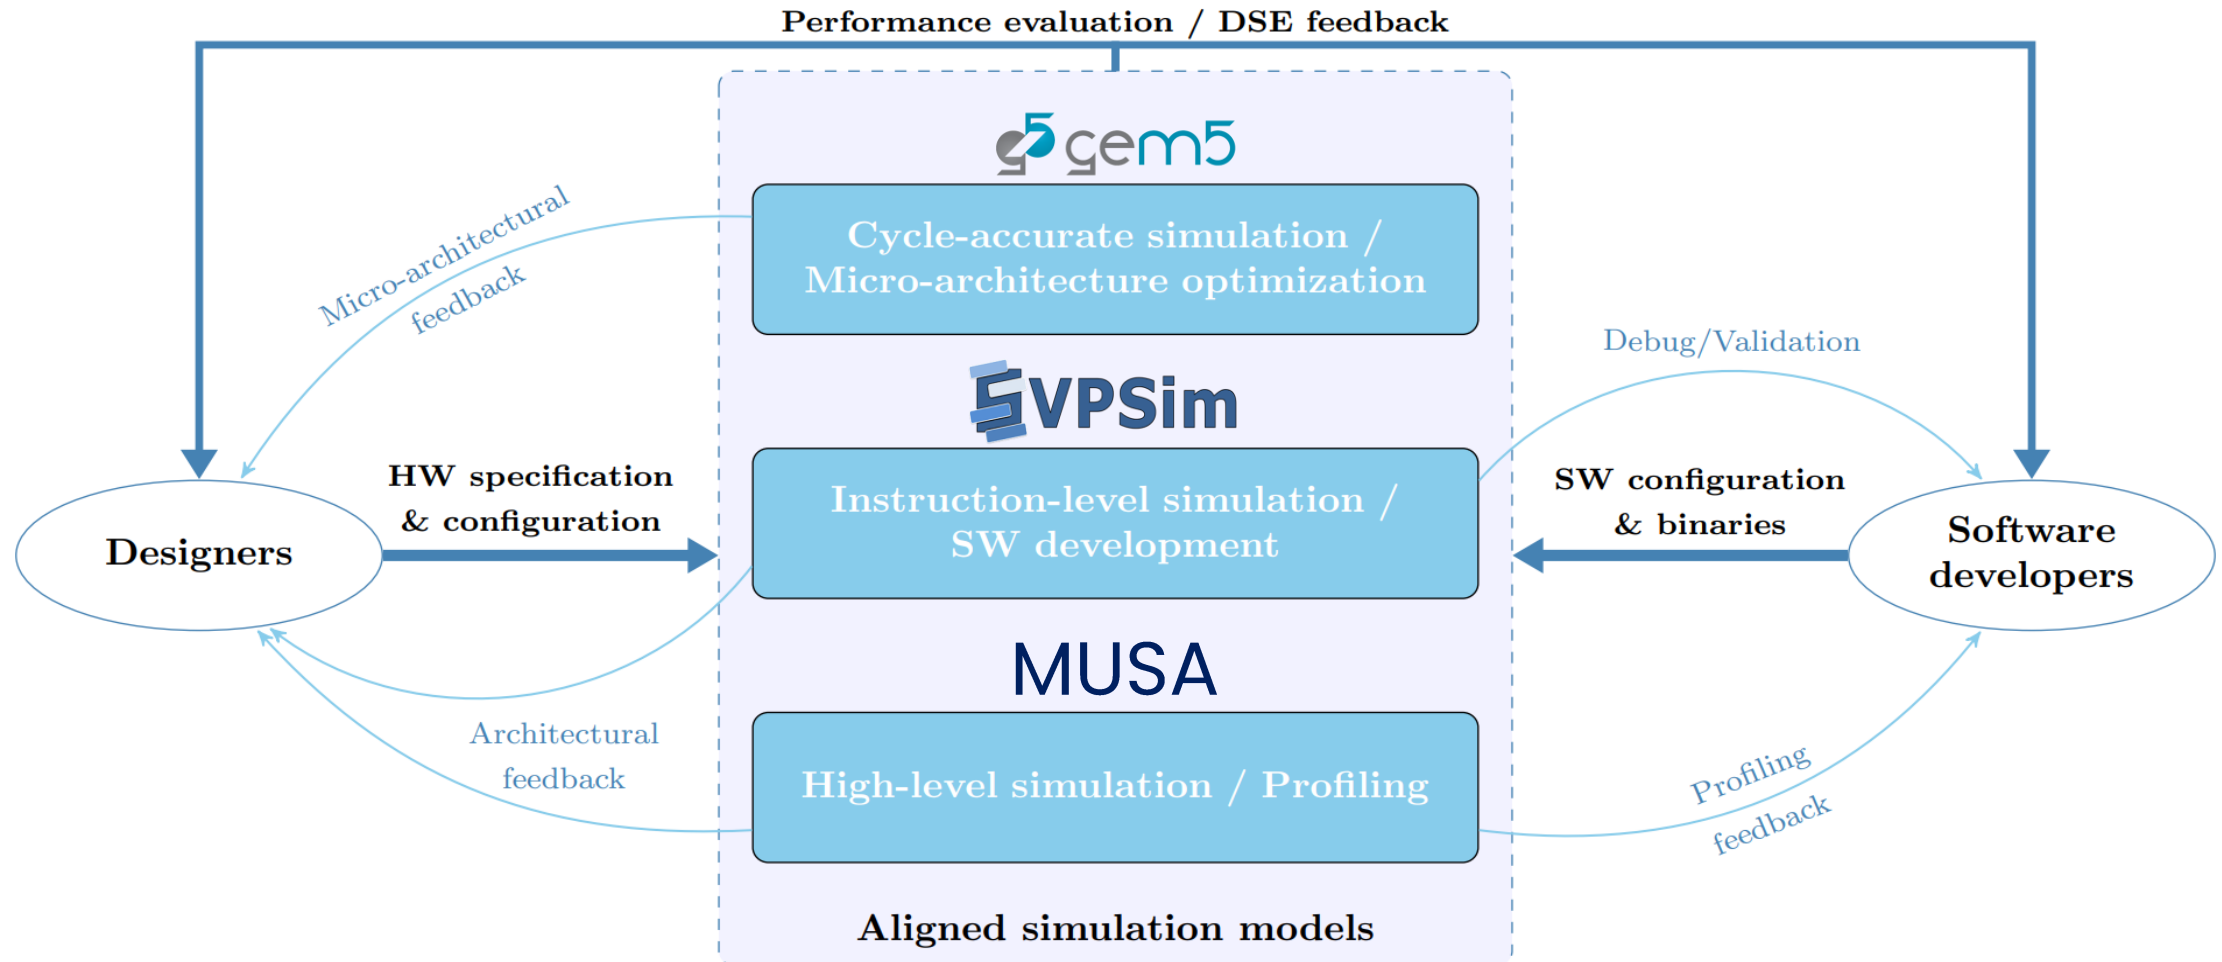 Performance evaluation / DSE feedback
g5 gem5
Cycle-accurate simulation /
Micro-architecture optimization
Micro-architectural
feedback
VPSim
Instruction-level simulation /
SW development
Debug/Validation
HW specification
& configuration
Designers
SW configuration
& binaries
Software
developers
MUSA
High-level simulation / Profiling
Architectural
feedback
Profiling
feedback
Aligned simulation models